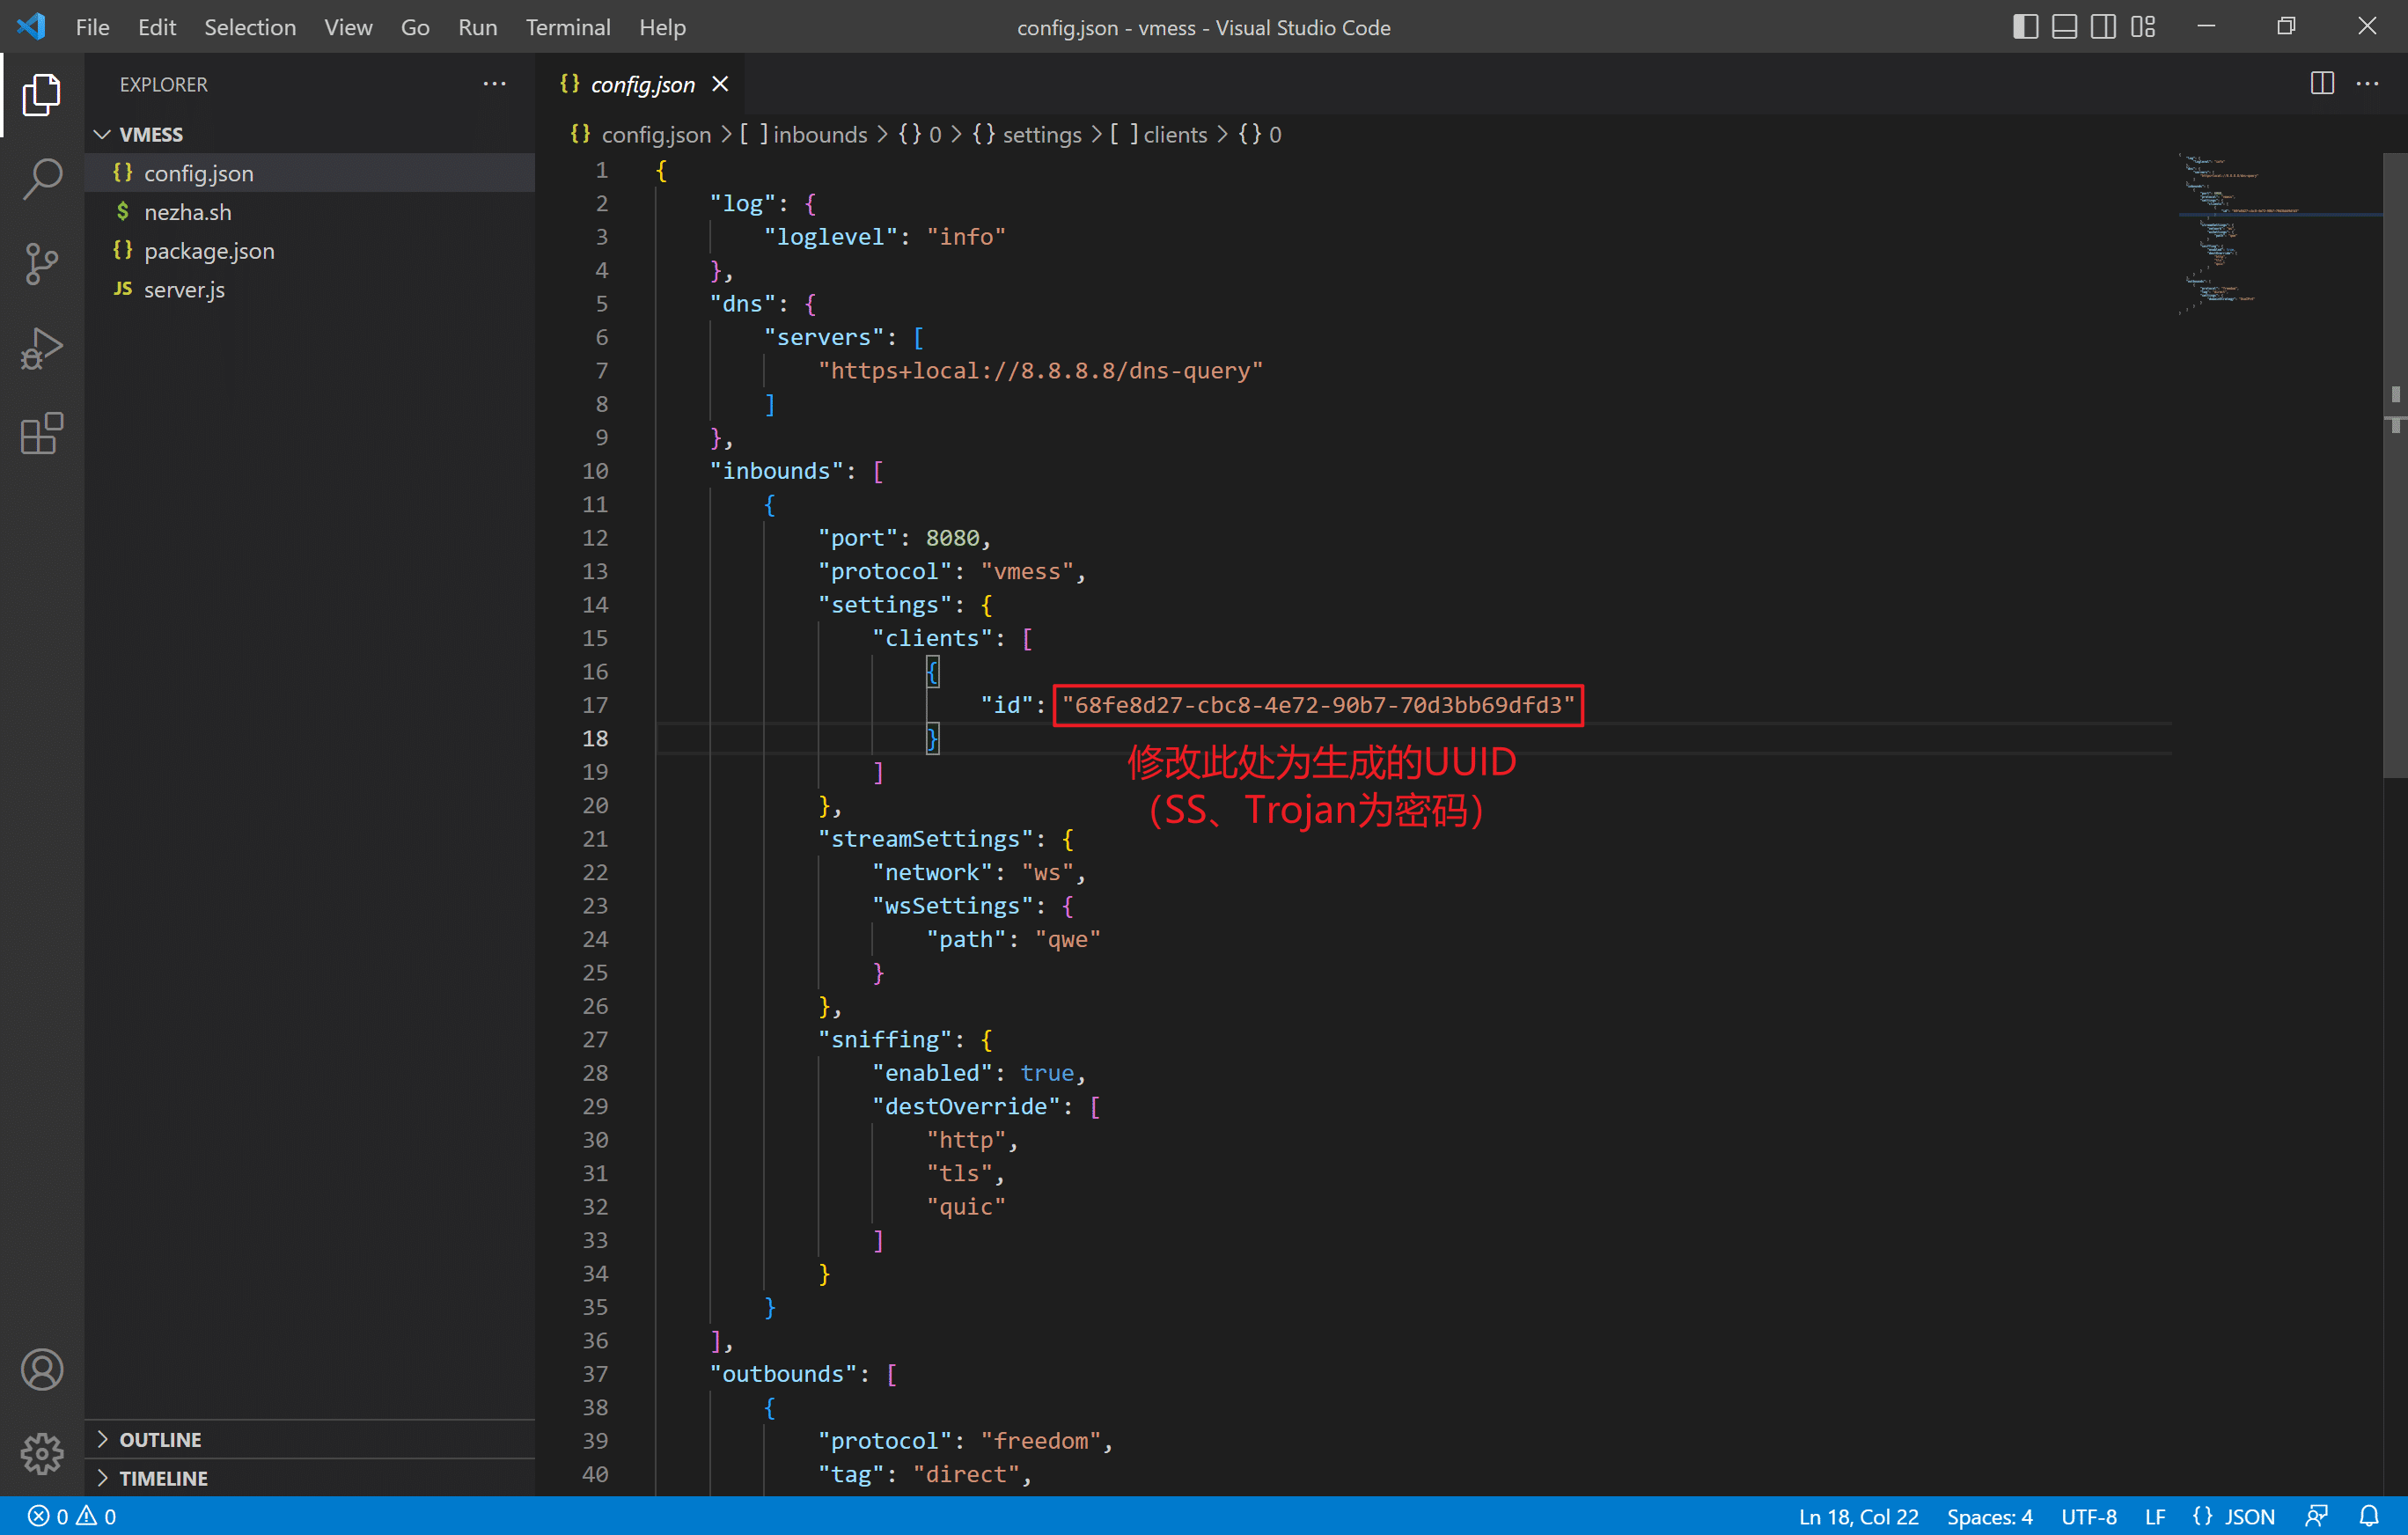 File Edit Selection View Go Run Terminal Help
config.json - vmess - Visual Studio Code
EXPLORER
VMESS
{} config.json
$ nezha.sh
{} package.json
JS server.js
OUTLINE
TIMELINE
{} config.json
{} config.json > [ ] inbounds > {} 0 > {} settings > [ ] clients > {} 0
1 {
2 "log": {
3 "loglevel": "info"
4 },
5 "dns": {
6 "servers": [
7 "https+local://8.8.8.8/dns-query"
8 ]
9 },
10 "inbounds": [
11 {
12 "port": 8080,
13 "protocol": "vmess",
14 "settings": {
15 "clients": [
16 {
17 "id": "68fe8d27-cbc8-4e72-90b7-70d3bb69dfd3"
18 }
修改此处为生成的UUID
（SS、Trojan为密码）
19 ]
20 },
21 "streamSettings": {
22 "network": "ws",
23 "wsSettings": {
24 "path": "qwe"
25 }
26 },
27 "sniffing": {
28 "enabled": true,
29 "destOverride": [
30 "http",
31 "tls",
32 "quic"
33 ]
34 }
35 }
36 ],
37 "outbounds": [
38 {
39 "protocol": "freedom",
40 "tag": "direct",
0 0
Ln 18, Col 22 Spaces: 4 UTF-8 LF {} JSON